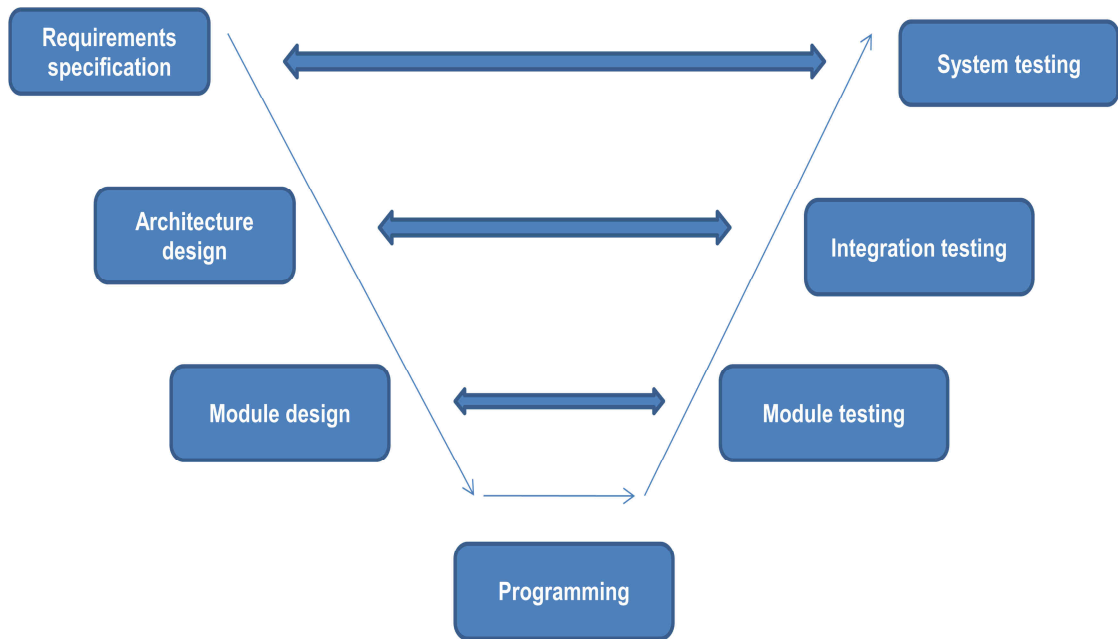 Requirements
specification
System testing
Architecture
design
Integration testing
Module design
Module testing
Programming